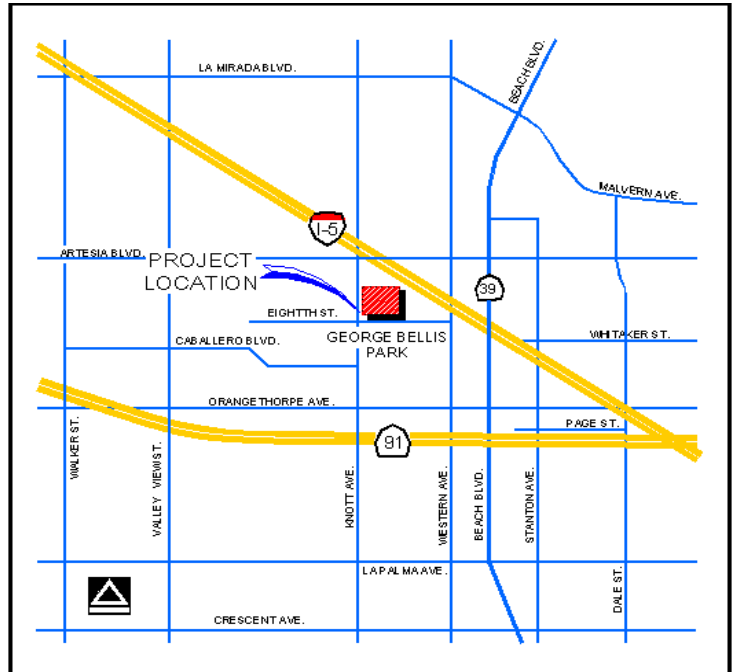 LA MIRADA BLVD.
BEACH BLVD.
MALVERN AVE.
I-5
ARTESIA BLVD.
PROJECT
LOCATION
39
EIGHTTH ST.
GEORGE BELLIS
PARK
WHITAKER ST.
CABALLERO BLVD.
ORANGETHORPE AVE.
PAGE ST.
91
WALKER ST.
VALLEY VIEW ST.
KNOTT AVE.
WESTERN AVE.
BEACH BLVD.
STANTON AVE.
LA PALMA AVE.
DALE ST.
CRESCENT AVE.